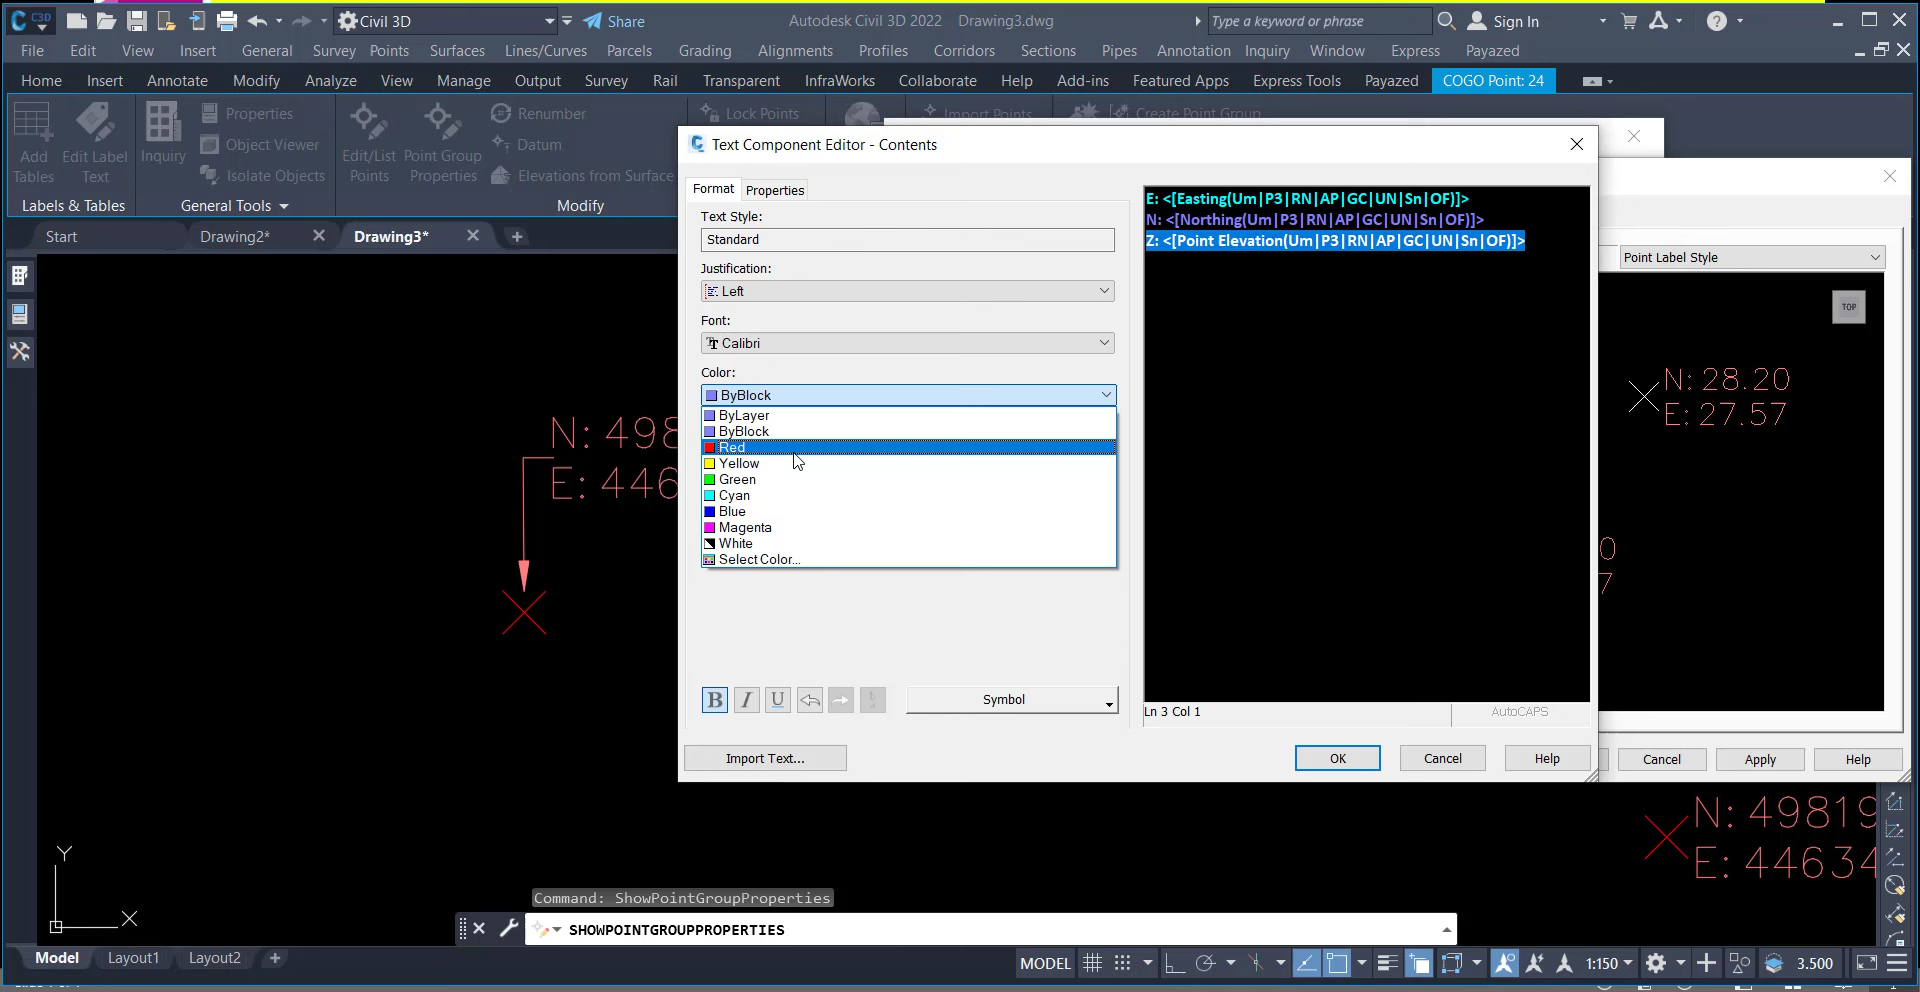 C3D
Civil 3D
Share
Autodesk Civil 3D 2022 Drawing3.dwg
Type a keyword or phrase
Sign In
File Edit View Insert General Survey Points Surfaces Lines/Curves Parcels Grading Alignments Profiles Corridors Sections Pipes Annotation Inquiry Window Express Payazed
Home Insert Annotate Modify Analyze View Manage Output Survey Rail Transparent InfraWorks Collaborate Help Add-ins Featured Apps Express Tools Payazed COGO Point: 24
Add Tables
Edit Label Text
Inquiry
Properties
Object Viewer
Isolate Objects
Edit/List Points
Point Group Properties
Renumber
Datum
Elevations from Surface
Lock Points
Import Points
Create Point Group
Labels & Tables
General Tools
Modify
Start
Drawing2*
Drawing3*
Text Component Editor - Contents
Format
Properties
Text Style:
Standard
Justification:
Left
Font:
Calibri
Color:
ByBlock
ByLayer
ByBlock
Red
Yellow
Green
Cyan
Blue
Magenta
White
Select Color...
B I U
Symbol
Import Text...
E: <[Easting(Um|P3|RN|AP|GC|UN|Sn|OF)]>
N: <[Northing(Um|P3|RN|AP|GC|UN|Sn|OF)]>
Z: <[Point Elevation(Um|P3|RN|AP|GC|UN|Sn|OF)]>
Ln 3 Col 1
AutoCAPS
OK
Cancel
Help
Point Label Style
TOP
N: 28.20
E: 27.57
0
7
Cancel
Apply
Help
N: 498
E: 446
N: 49819
E: 44634
Y
X
Command: ShowPointGroupProperties
SHOWPOINTGROUPPROPERTIES
Model
Layout1
Layout2
MODEL
1:150
3.500